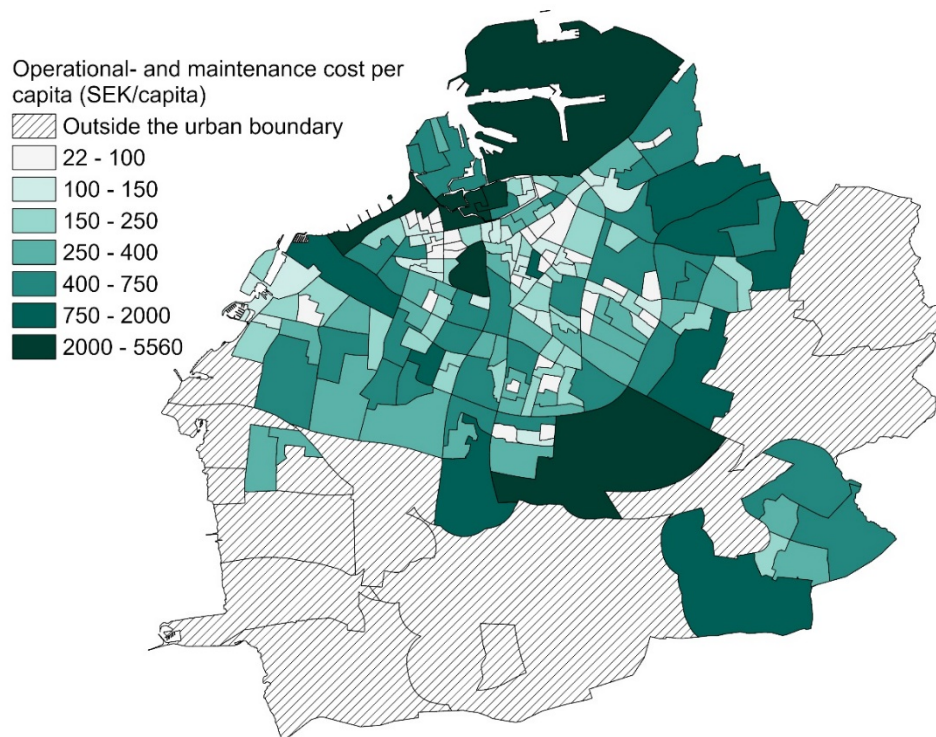 Operational- and maintenance cost per
capita (SEK/capita)
Outside the urban boundary
22 - 100
100 - 150
150 - 250
250 - 400
400 - 750
750 - 2000
2000 - 5560